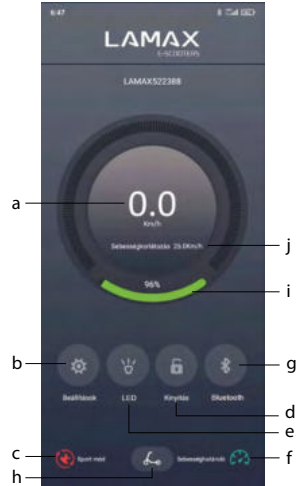 6:47
LAMAX
E-SCOOTERS
LAMAX522388
a
0.0
Km/h
Sebességkorlátozás 25.0Km/h
j
96%
i
b
g
Beállítások
LED
Kinyitás
Bluetooth
d
e
c
Sport mód
Sebességhatároló
f
h